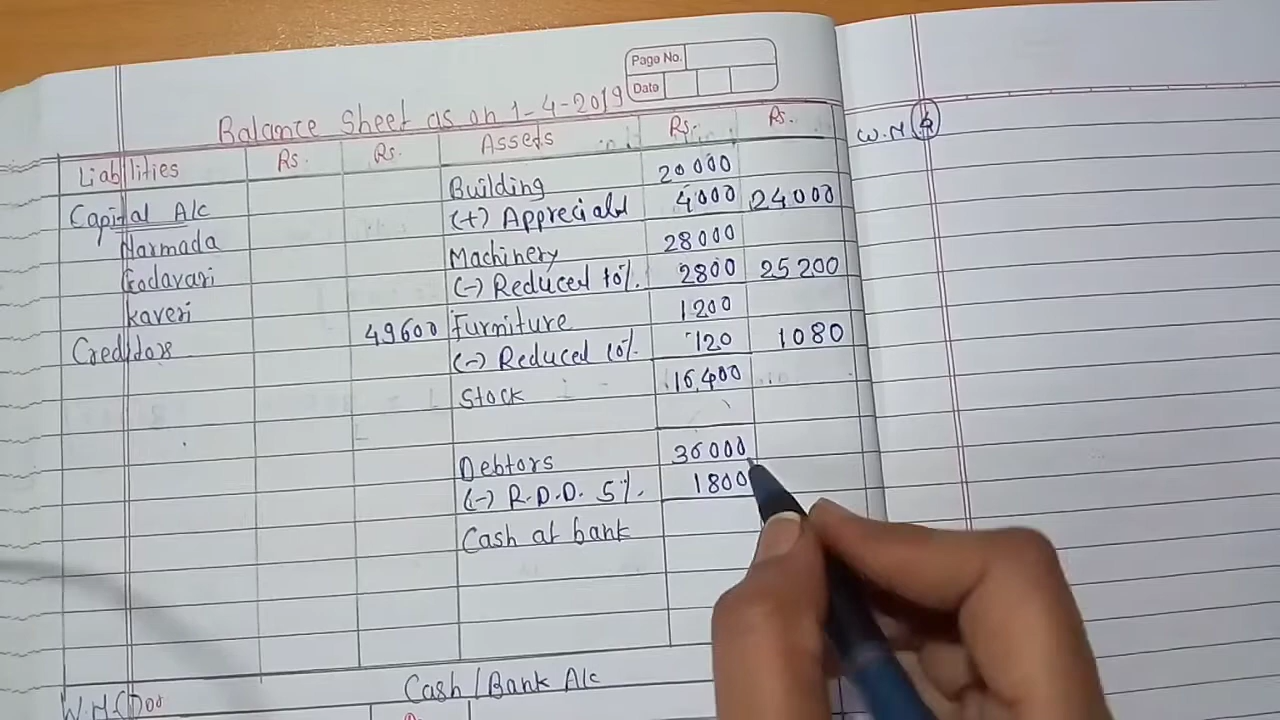 Page No.
Date
Balance Sheet as on 1-4-2019
Liabilities Rs. Rs. Assets Rs. Rs.
Capital A/c Building 20000
Narmada (+) Appreciated 4000 24000
Godavari Machinery 28000
Kaveri (-) Reduced 10%. 2800 25200
Creditors 49600 Furniture 1200
(-) Reduced 10%. 120 1080
Stock 16,400
Debtors 36000
(-) R.D.D. 5%. 1800
Cash at bank
Cash/Bank A/c
W.N